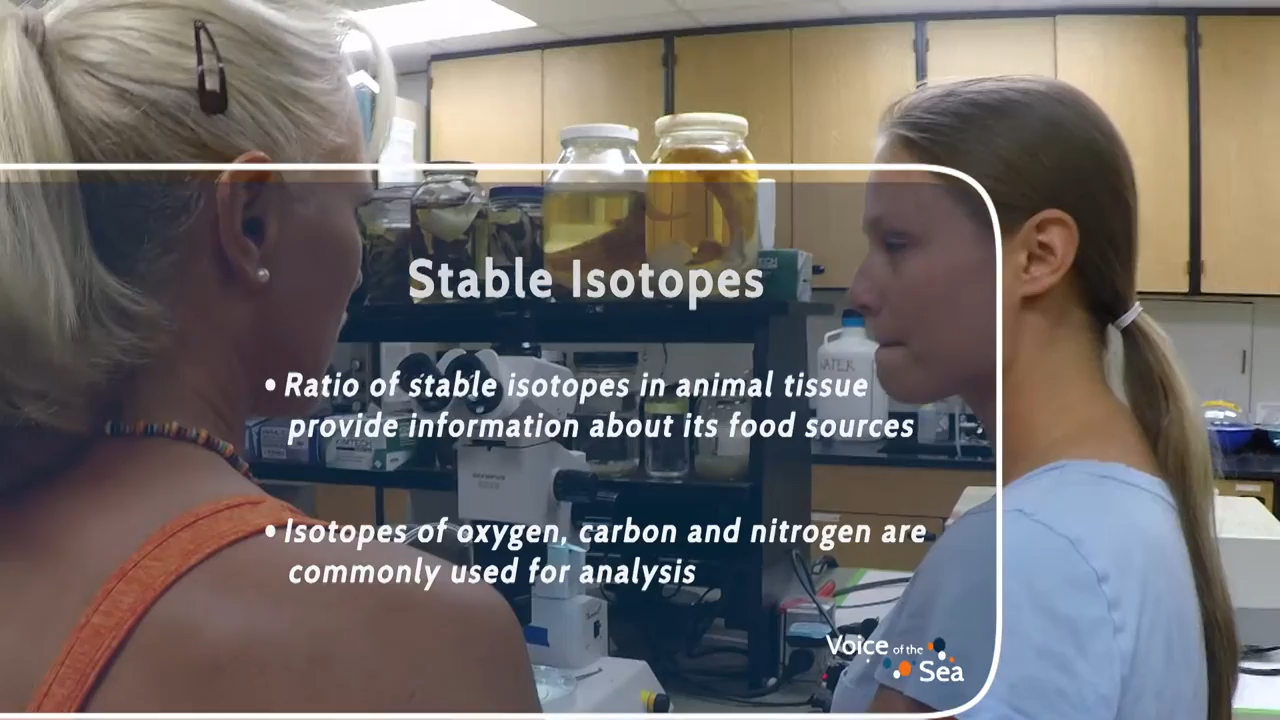 Stable Isotopes
• Ratio of stable isotopes in animal tissue
provide information about its food sources
• Isotopes of oxygen, carbon and nitrogen are
commonly used for analysis
Voice of the
Sea